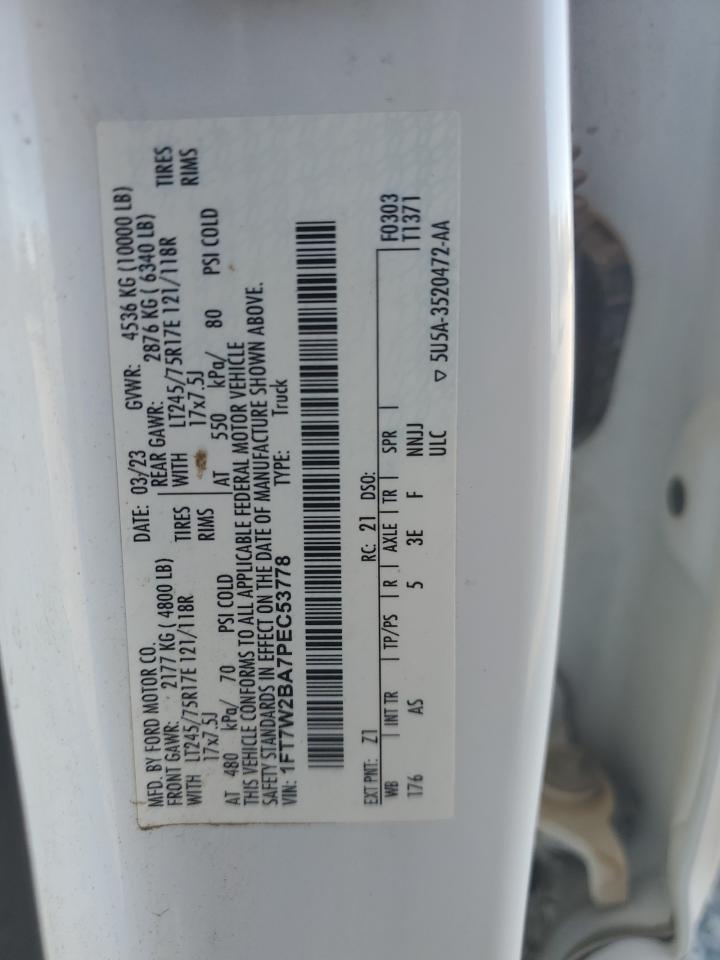 MFD. BY FORD MOTOR CO.
DATE: 03/23 GVWR: 4536 KG (10000 LB)
FRONT GAWR: 2177 KG ( 4800 LB) REAR GAWR: 2876 KG ( 6340 LB)
WITH LT245/75R17E 121/118R TIRES WITH LT245/75R17E 121/118R TIRES
17x7.5J RIMS 17x7.5J RIMS
AT 480 kPa/ 70 PSI COLD AT 550 kPa/ 80 PSI COLD
THIS VEHICLE CONFORMS TO ALL APPLICABLE FEDERAL MOTOR VEHICLE
SAFETY STANDARDS IN EFFECT ON THE DATE OF MANUFACTURE SHOWN ABOVE.
VIN: 1FT7W2BA7PEC53778 TYPE: Truck
EXT PNT: Z1 RC: 21 DSO: F0303
WB INT TR TP/PS R AXLE TR SPR T1371
176 AS 5 3E F NNJJ
ULC 5U5A-3520472-AA